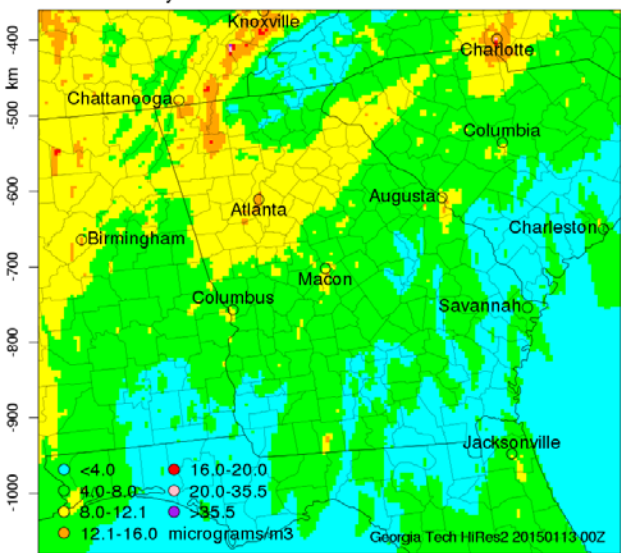 Knoxville
Charlotte
Chattanooga
Columbia
Atlanta
Augusta
Birmingham
Charleston
Macon
Columbus
Savannah
Jacksonville
km
-400
-500
-600
-700
-800
-900
-1000
<4.0
4.0-8.0
8.0-12.1
12.1-16.0 micrograms/m3
16.0-20.0
20.0-35.5
>35.5
Georgia Tech HiRes2 20150113 00Z